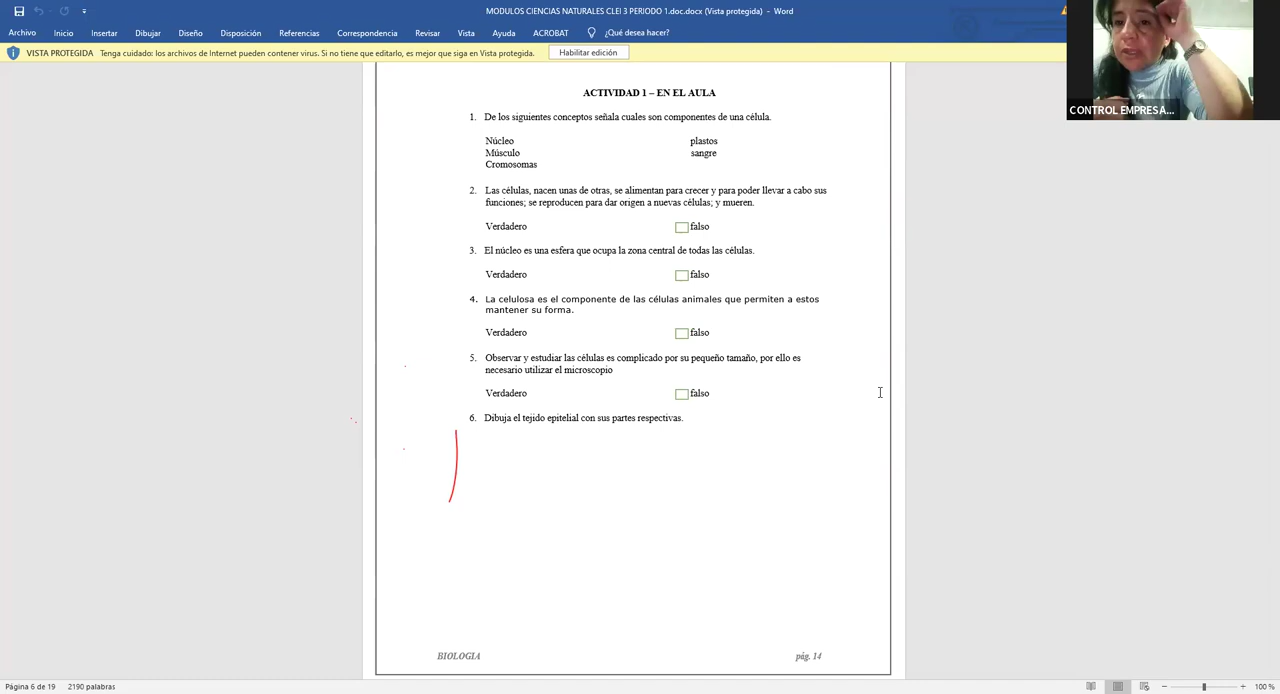 MODULOS CIENCIAS NATURALES CLEI 3 PERIODO 1.doc.docx (Vista protegida) - Word
Archivo Inicio Insertar Dibujar Diseño Disposición Referencias Correspondencia Revisar Vista Ayuda ACROBAT ¿Qué desea hacer?
VISTA PROTEGIDA Tenga cuidado: los archivos de Internet pueden contener virus. Si no tiene que editarlo, es mejor que siga en Vista protegida. Habilitar edición
CONTROL EMPRESA...
ACTIVIDAD 1 – EN EL AULA
1. De los siguientes conceptos señala cuales son componentes de una célula.
Núcleo plastos
Músculo sangre
Cromosomas
2. Las células, nacen unas de otras, se alimentan para crecer y para poder llevar a cabo sus
funciones; se reproducen para dar origen a nuevas células; y mueren.
Verdadero falso
3. El núcleo es una esfera que ocupa la zona central de todas las células.
Verdadero falso
4. La celulosa es el componente de las células animales que permiten a estos
mantener su forma.
Verdadero falso
5. Observar y estudiar las células es complicado por su pequeño tamaño, por ello es
necesario utilizar el microscopio
Verdadero falso
6. Dibuja el tejido epitelial con sus partes respectivas.
BIOLOGIA pág. 14
Página 6 de 19 2190 palabras 100 %